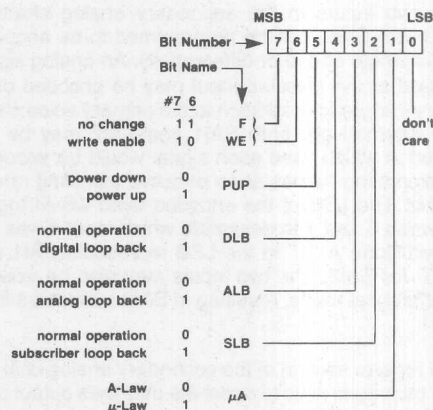 MSB LSB
Bit Number 7 6 5 4 3 2 1 0
Bit Name
#7 6
no change 1 1 F don't
write enable 1 0 WE care
power down 0
power up 1 PUP
normal operation 0
digital loop back 1 DLB
normal operation 0
analog loop back 1 ALB
normal operation 0
subscriber loop back 1 SLB
A-Law 0
μ-Law 1 μA